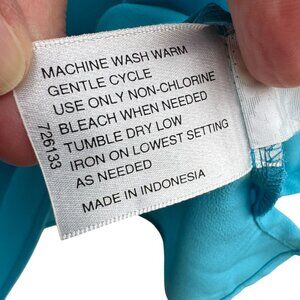 MACHINE WASH WARM
GENTLE CYCLE
USE ONLY NON-CHLORINE
BLEACH WHEN NEEDED
TUMBLE DRY LOW
IRON ON LOWEST SETTING
AS NEEDED
MADE IN INDONESIA
726133